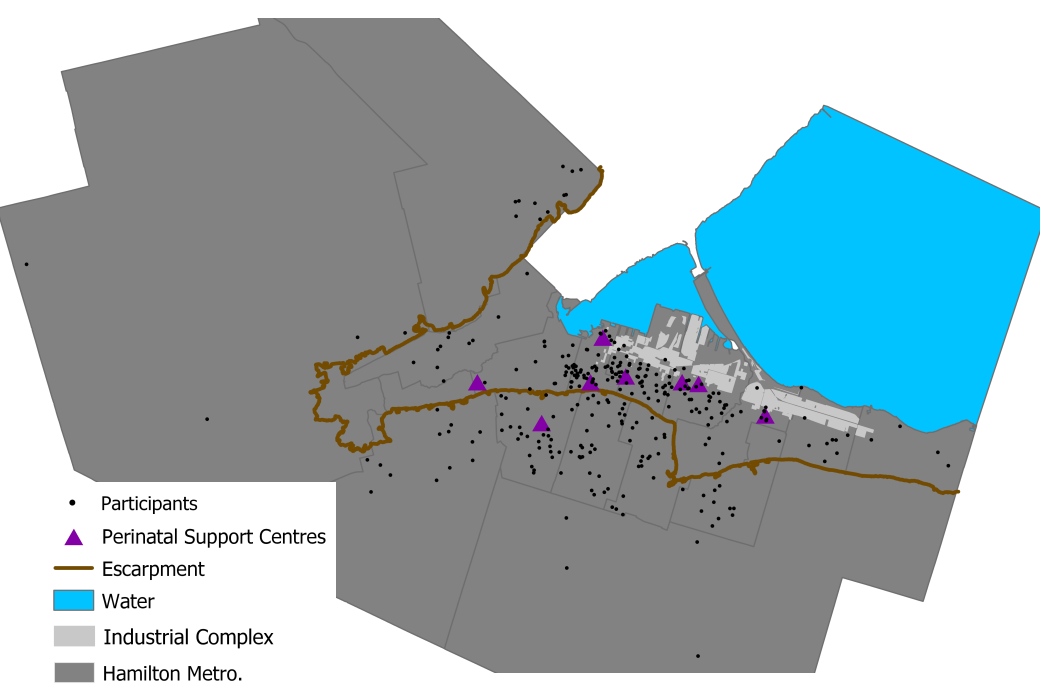 Participants
Perinatal Support Centres
Escarpment
Water
Industrial Complex
Hamilton Metro.